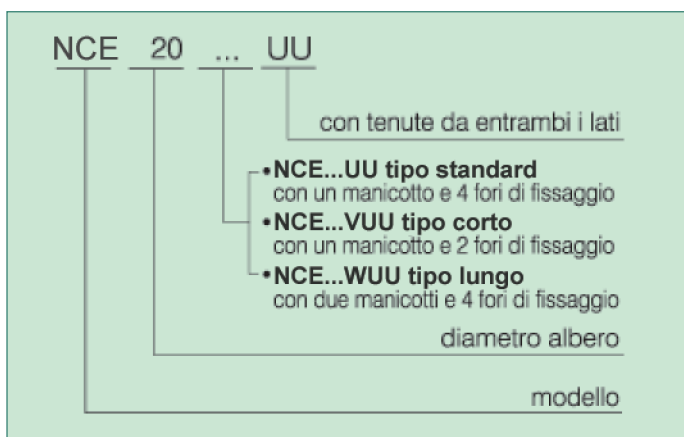 NCE 20 ... UU
con tenute da entrambi i lati
•NCE...UU tipo standard
con un manicotto e 4 fori di fissaggio
•NCE...VUU tipo corto
con un manicotto e 2 fori di fissaggio
•NCE...WUU tipo lungo
con due manicotti e 4 fori di fissaggio
diametro albero
modello